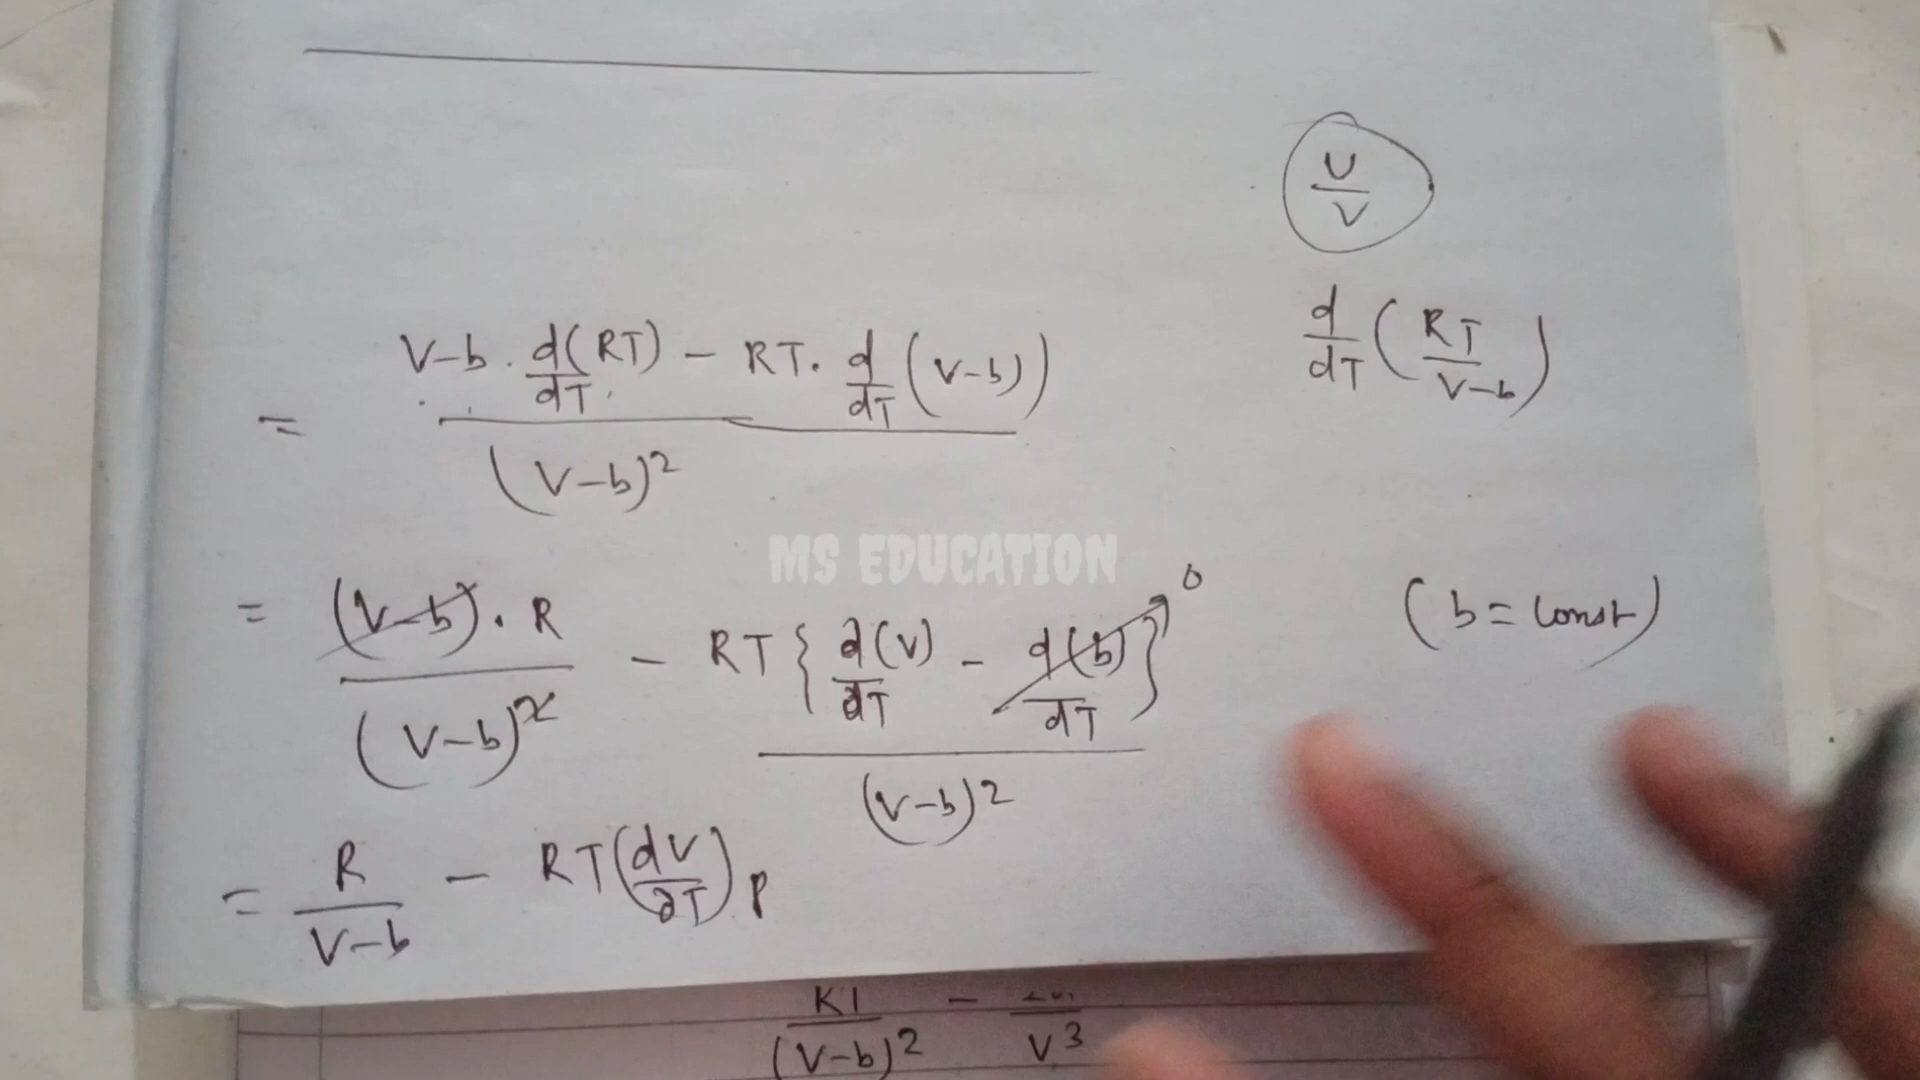 U/V
d/dT ( RT / V-b )
= V-b . d(RT)/dT - RT. d/dT (V-b)) / (V-b)²
MS EDUCATION
= (V-b). R / (V-b)² - RT { d(V)/dT - d(b)/dT } 0 / (V-b)²
(b = const)
= R / V-b - RT (dV/dT) P
/ (V-b)² - / V³